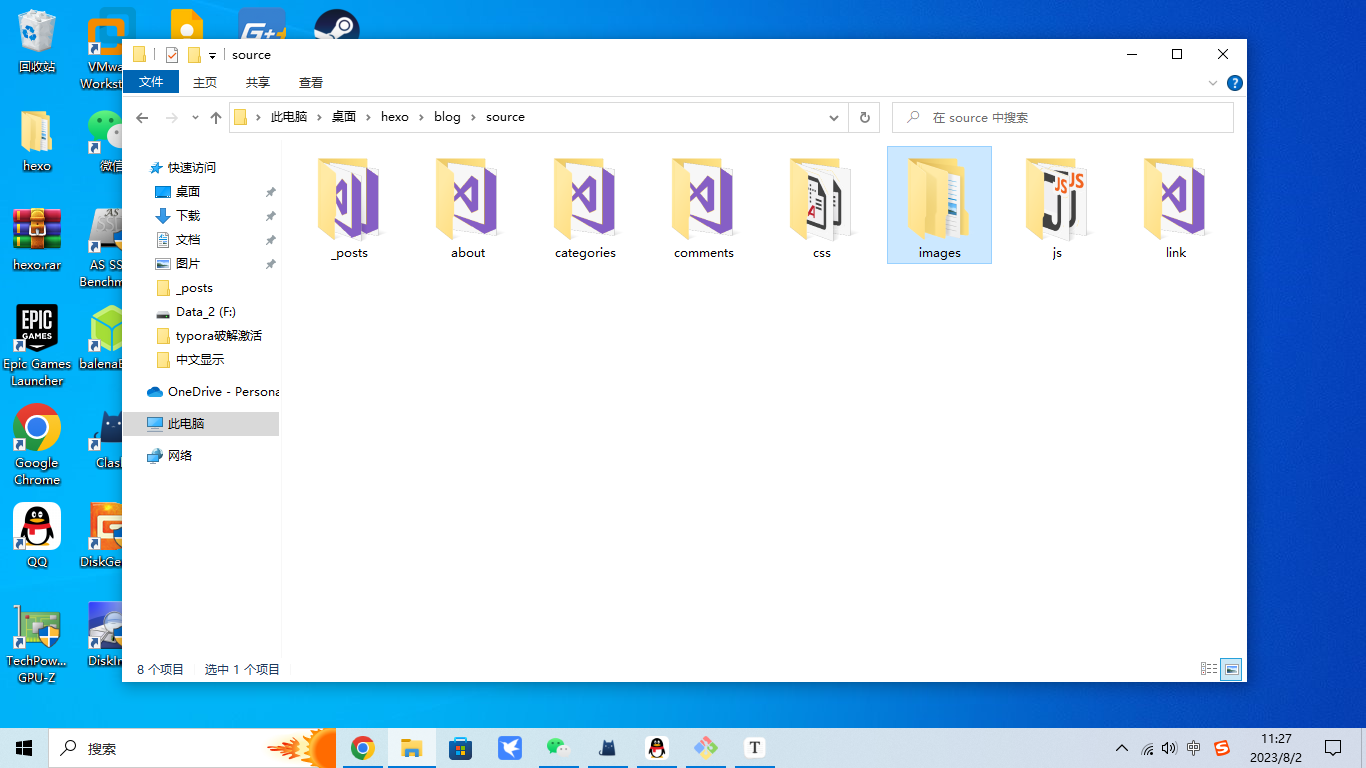 source
文件
主页
共享
查看
此电脑
桌面
hexo
blog
source
在 source 中搜索
快速访问
桌面
下载
文档
图片
_posts
Data_2 (F:)
typora破解激活
中文显示
OneDrive - Persona
此电脑
网络
_posts
about
categories
comments
css
images
js
link
8 个项目
选中 1 个项目
回收站
VMwa
Workst
hexo
微信
hexo.rar
AS SS
Benchm
EPIC
GAMES
Epic Games
Launcher
balenaE
Google
Chrome
Clas
QQ
DiskGe
TechPow...
GPU-Z
DiskIn
搜索
中
11:27
2023/8/2